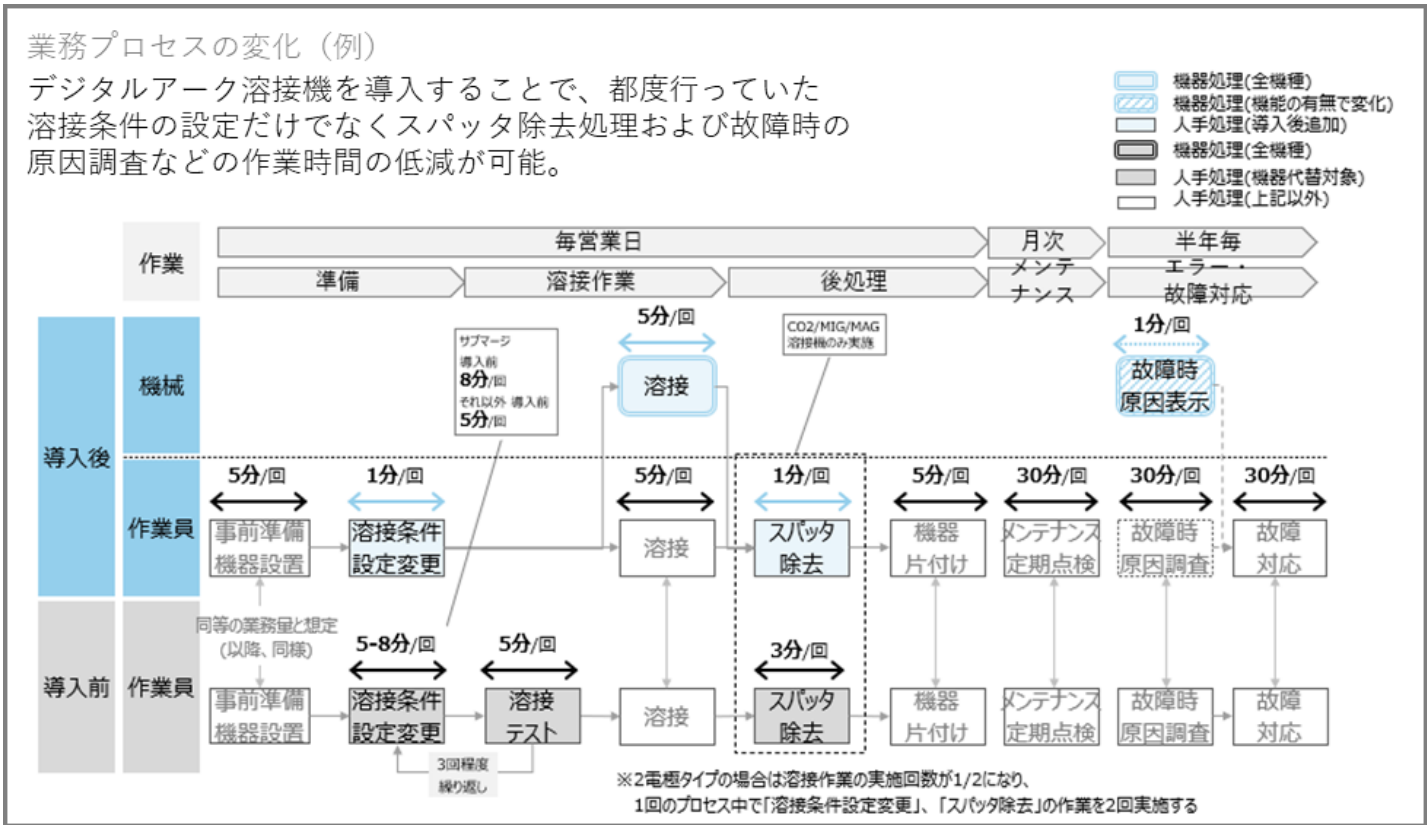 業務プロセスの変化（例）
デジタルアーク溶接機を導入することで、都度行っていた
溶接条件の設定だけでなくスパッタ除去処理および故障時の
原因調査などの作業時間の低減が可能。
機器処理(全機種)
機器処理(機能の有無で変化)
人手処理(導入後追加)
機器処理(全機種)
人手処理(機器代替対象)
人手処理(上記以外)
作業
毎営業日
月次
半年毎
準備
溶接作業
後処理
メンテ
ナンス
エラー・
故障対応
導入後
機械
サブマージ
導入前
8分/回
それ以外 導入前
5分/回
5分/回
溶接
CO2/MIG/MAG
溶接機のみ実施
1分/回
故障時
原因表示
作業員
5分/回
事前準備
機器設置
1分/回
溶接条件
設定変更
5分/回
溶接
1分/回
スパッタ
除去
5分/回
機器
片付け
30分/回
メンテナンス
定期点検
30分/回
故障時
原因調査
30分/回
故障
対応
同等の業務量と想定
(以降、同様)
導入前
作業員
事前準備
機器設置
5-8分/回
溶接条件
設定変更
5分/回
溶接
テスト
3回程度
繰り返し
溶接
3分/回
スパッタ
除去
機器
片付け
メンテナンス
定期点検
故障時
原因調査
故障
対応
※2電極タイプの場合は溶接作業の実施回数が1/2になり、
1回のプロセス中で「溶接条件設定変更」、「スパッタ除去」の作業を2回実施する